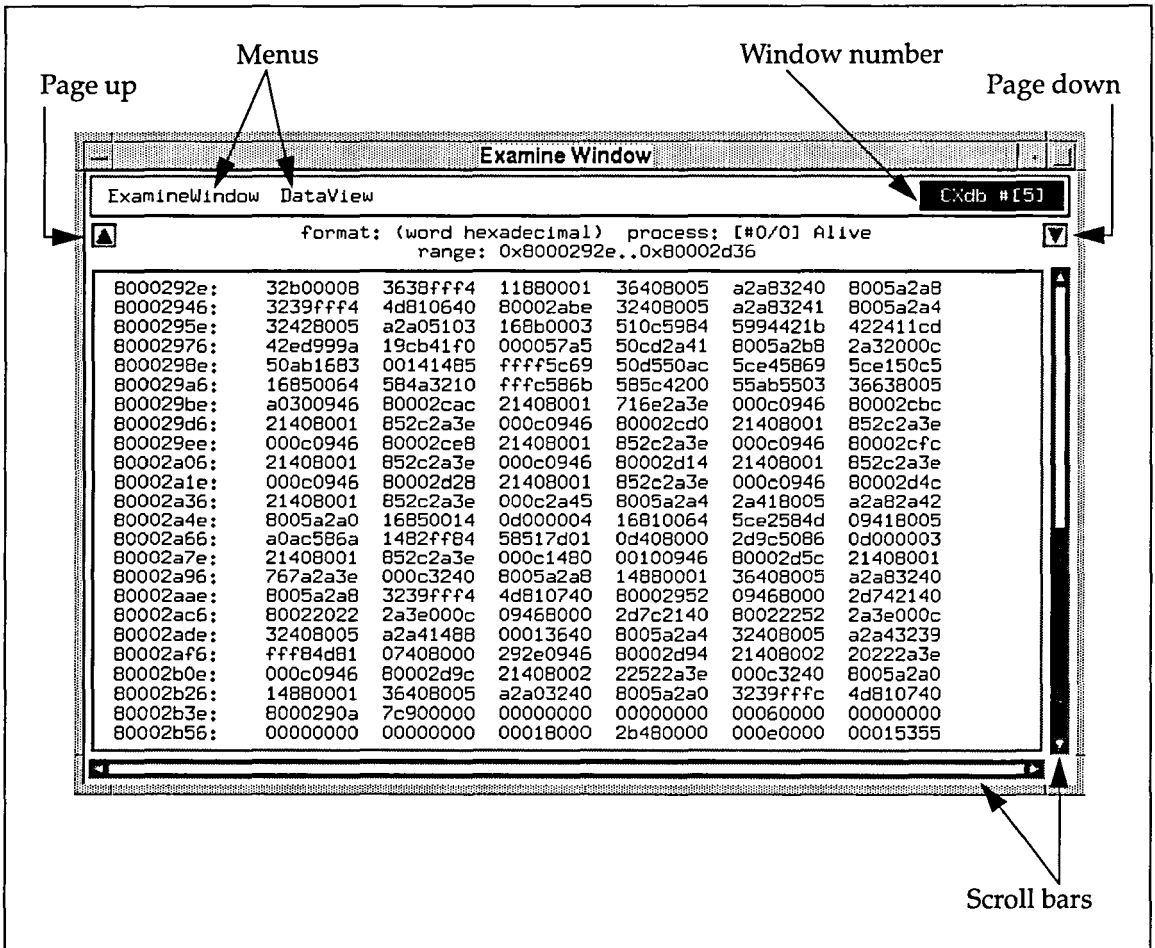 Menus
Window number
Page up
Page down
Examine Window
ExamineWindow DataView
CXdb #[5]
format: (word hexadecimal) process: [#0/0] Alive
range: 0x8000292e..0x80002d36
8000292e: 32b00008 3638fff4 11880001 36408005 a2a83240 8005a2a8
80002946: 3239fff4 4d810640 80002abe 32408005 a2a83241 8005a2a4
8000295e: 32428005 a2a05103 168b0003 510c5984 5994421b 422411cd
80002976: 42ed999a 19cb41f0 000057a5 50cd2a41 8005a2b8 2a32000c
8000298e: 50ab1683 00141485 ffff5c69 50d550ac 5ce45869 5ce150c5
800029a6: 16850064 584a3210 fffc586b 585c4200 55ab5503 36638005
800029be: a0300946 80002cac 21408001 716e2a3e 000c0946 80002cbc
800029d6: 21408001 852c2a3e 000c0946 80002cd0 21408001 852c2a3e
800029ee: 000c0946 80002ce8 21408001 852c2a3e 000c0946 80002cfc
80002a06: 21408001 852c2a3e 000c0946 80002d14 21408001 852c2a3e
80002a1e: 000c0946 80002d28 21408001 852c2a3e 000c0946 80002d4c
80002a36: 21408001 852c2a3e 000c2a45 8005a2a4 2a418005 a2a82a42
80002a4e: 8005a2a0 16850014 0d000004 16810064 5ce2584d 09418005
80002a66: a0ac586a 1482ff84 58517d01 0d408000 2d9c5086 0d000003
80002a7e: 21408001 852c2a3e 000c1480 00100946 80002d5c 21408001
80002a96: 767a2a3e 000c3240 8005a2a8 14880001 36408005 a2a83240
80002aae: 8005a2a8 3239fff4 4d810740 80002952 09468000 2d742140
80002ac6: 80022022 2a3e000c 09468000 2d7c2140 80022252 2a3e000c
80002ade: 32408005 a2a41488 00013640 8005a2a4 32408005 a2a43239
80002af6: fff84d81 07408000 292e0946 80002d94 21408002 20222a3e
80002b0e: 000c0946 80002d9c 21408002 22522a3e 000c3240 8005a2a0
80002b26: 14880001 36408005 a2a03240 8005a2a0 3239fffc 4d810740
80002b3e: 8000290a 7c900000 00000000 00000000 00060000 00000000
80002b56: 00000000 00000000 00018000 2b480000 000e0000 00015355
Scroll bars